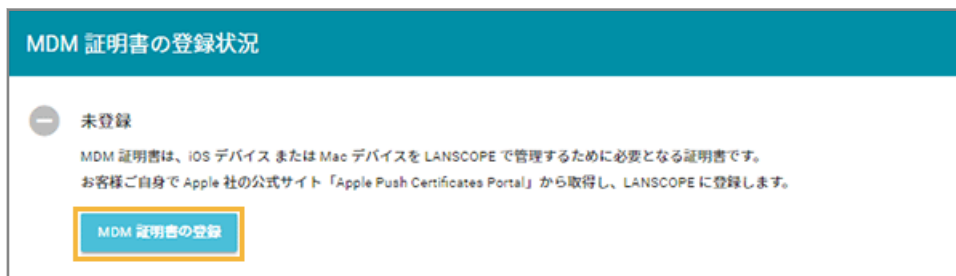 MDM 証明書の登録状況
未登録
MDM 証明書は、iOS デバイス または Mac デバイスを LANSCOPE で管理するために必要となる証明書です。
お客様ご自身で Apple 社の公式サイト「Apple Push Certificates Portal」から取得し、LANSCOPE に登録します。
MDM 証明書の登録